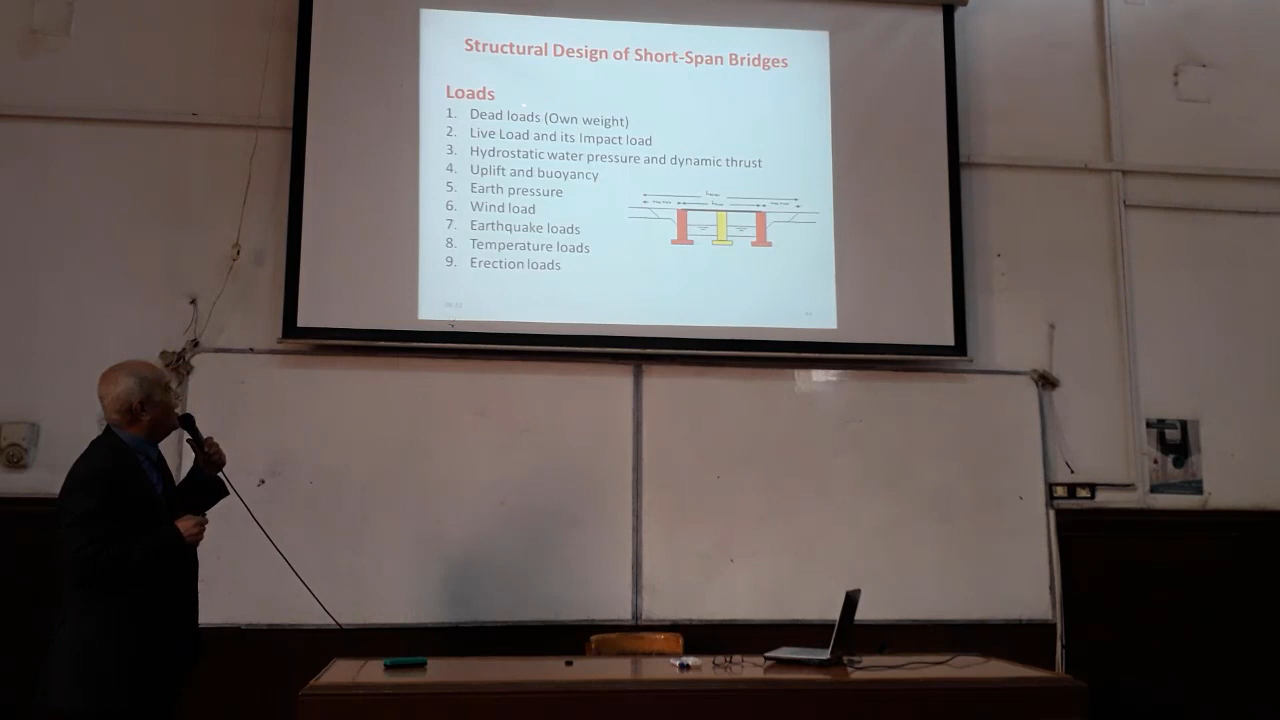 Structural Design of Short-Span Bridges
Loads
1. Dead loads (Own weight)
2. Live Load and its Impact load
3. Hydrostatic water pressure and dynamic thrust
4. Uplift and buoyancy
5. Earth pressure
6. Wind load
7. Earthquake loads
8. Temperature loads
9. Erection loads